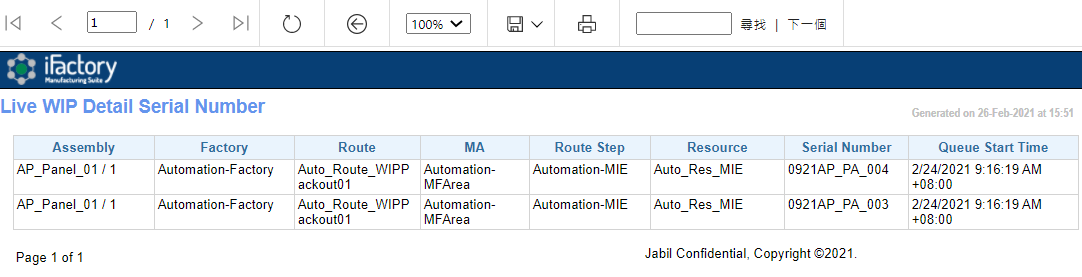 1 / 1 100% 尋找 | 下一個
iFactory
Manufacturing Suite
Live WIP Detail Serial Number
Generated on 26-Feb-2021 at 15:51
Assembly Factory Route MA Route Step Resource Serial Number Queue Start Time
AP_Panel_01 / 1 Automation-Factory Auto_Route_WIPP Automation- Automation-MIE Auto_Res_MIE 0921AP_PA_004 2/24/2021 9:16:19 AM
ackout01 MFArea +08:00
AP_Panel_01 / 1 Automation-Factory Auto_Route_WIPP Automation- Automation-MIE Auto_Res_MIE 0921AP_PA_003 2/24/2021 9:16:19 AM
ackout01 MFArea +08:00
Page 1 of 1 Jabil Confidential, Copyright ©2021.